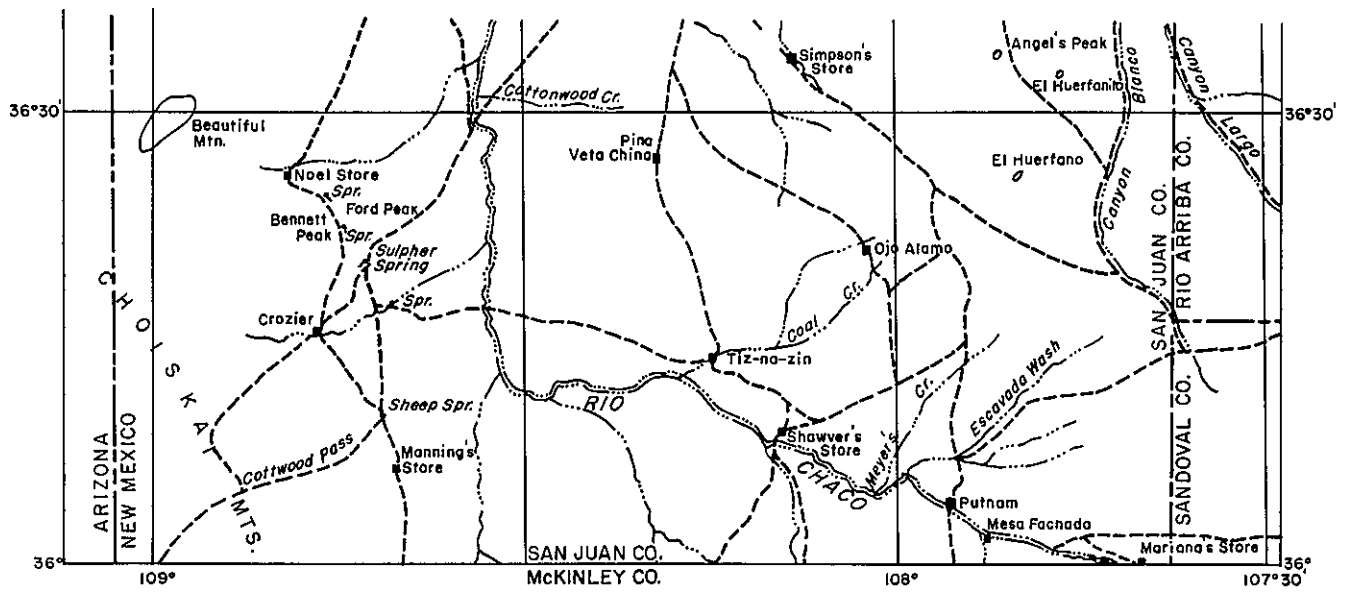 Simpson's
Store
Angel's Peak
El Huerfanito
Blanco
Canyon
Canyon
Largo
36°30'
36°30'
Cottonwood Cr.
Beautiful
Mtn.
Pina
Veta China
El Huerfano
Noel Store
Spr.
Ford Peak
Bennett
Peak
Spr.
Sulpher
Spring
Ojo Alamo
SAN JUAN CO.
RIO ARRIBA CO.
Spr.
Cr.
Coal
Crozier
Tiz-na-zin
CHOISKAI
MTS.
RIO
CHACO
Cr.
Meyer's
Escavada Wash
Sheep Spr.
Cottwood Pass
Manning's
Store
Shawver's
Store
SAN JUAN CO.
SANDOVAL CO.
ARIZONA
NEW MEXICO
Putnam
Mesa Fachada
Mariana's Store
36°
SAN JUAN CO.
McKINLEY CO.
36°
109°
108°
107°30'